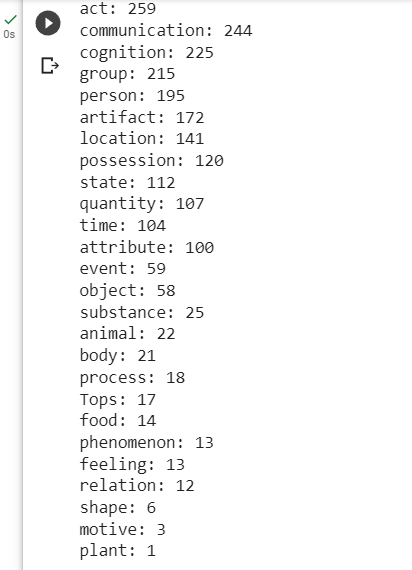 act: 259
0s
communication: 244
cognition: 225
group: 215
person: 195
artifact: 172
location: 141
possession: 120
state: 112
quantity: 107
time: 104
attribute: 100
event: 59
object: 58
substance: 25
animal: 22
body: 21
process: 18
Tops: 17
food: 14
phenomenon: 13
feeling: 13
relation: 12
shape: 6
motive: 3
plant: 1